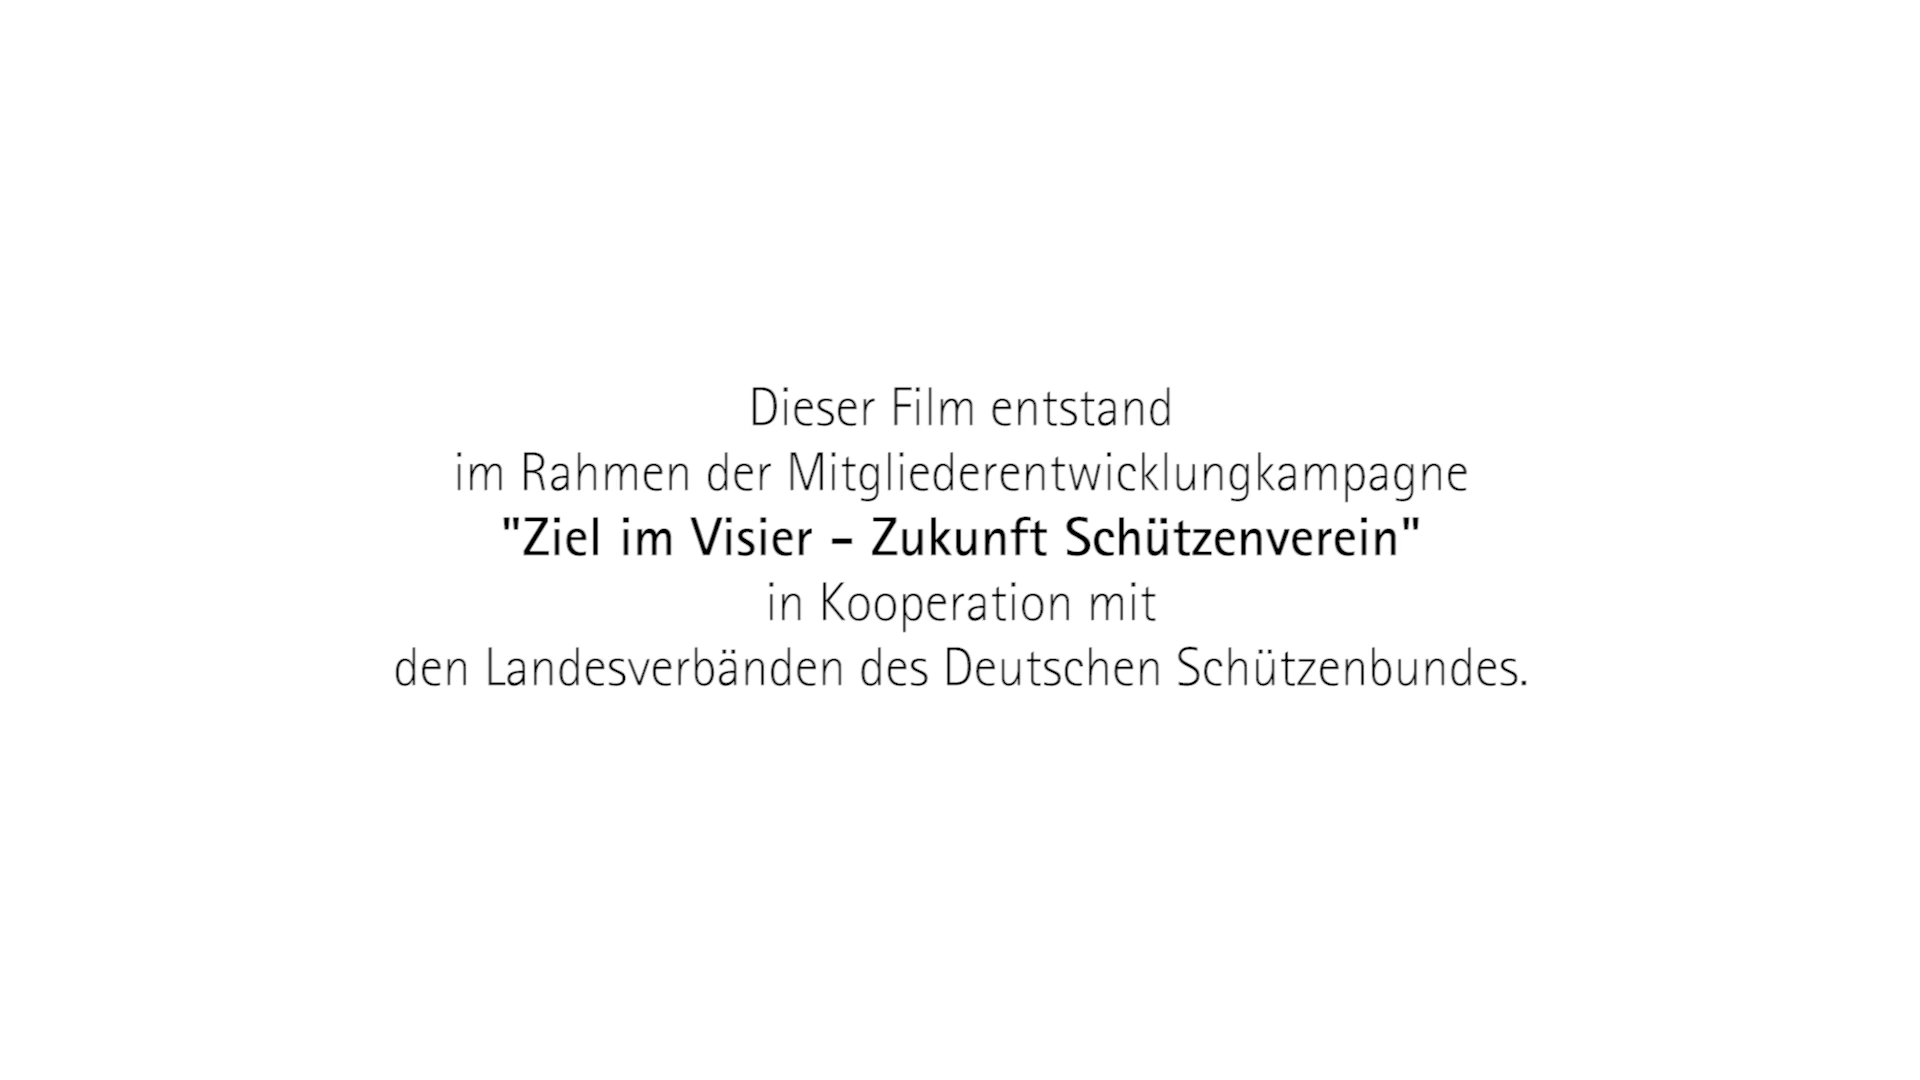 Dieser Film entstand
im Rahmen der Mitgliederentwicklungkampagne
"Ziel im Visier - Zukunft Schützenverein"
in Kooperation mit
den Landesverbänden des Deutschen Schützenbundes.